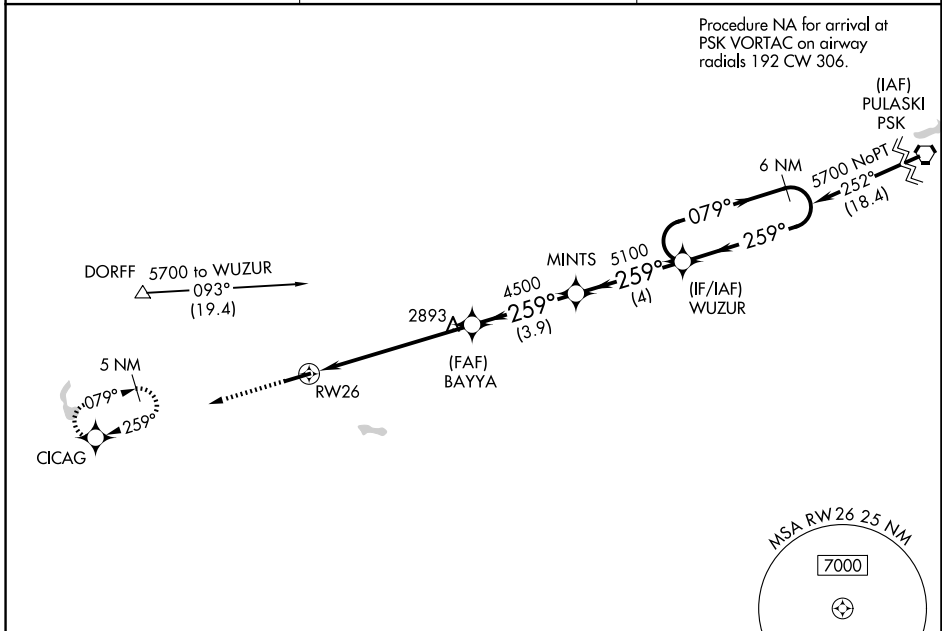 Procedure NA for arrival at
PSK VORTAC on airway
radials 192 CW 306.
(IAF)
PULASKI
PSK
6 NM
5700 NoPT
252°
(18.4)
079°
259°
MINTS
5100
259°
(4)
(IF/IAF)
WUZUR
DORFF
5700 to WUZUR
093°
(19.4)
4500
259°
(3.9)
2893
(FAF)
BAYYA
5 NM
RW26
079°
259°
CICAG
MSA RW26 25 NM
7000